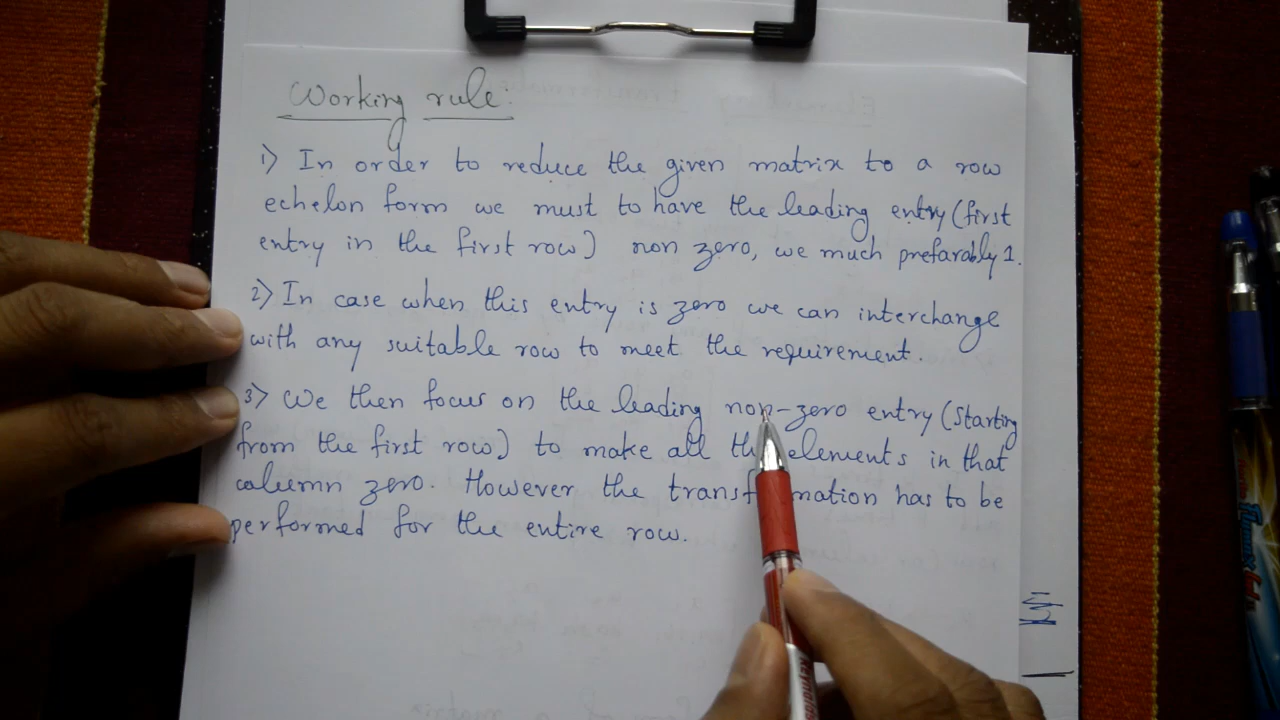 Working rule:
1) In order to reduce the given matrix to a row
echelon form we must to have the leading entry (first
entry in the first row) non zero, we much prefarably 1.
2) In case when this entry is zero we can interchange
with any suitable row to meet the requirement.
3) We then focus on the leading non-zero entry (starting
from the first row) to make all the elements in that
column zero. However the transf mation has to be
performed for the entire row.
Reynolds